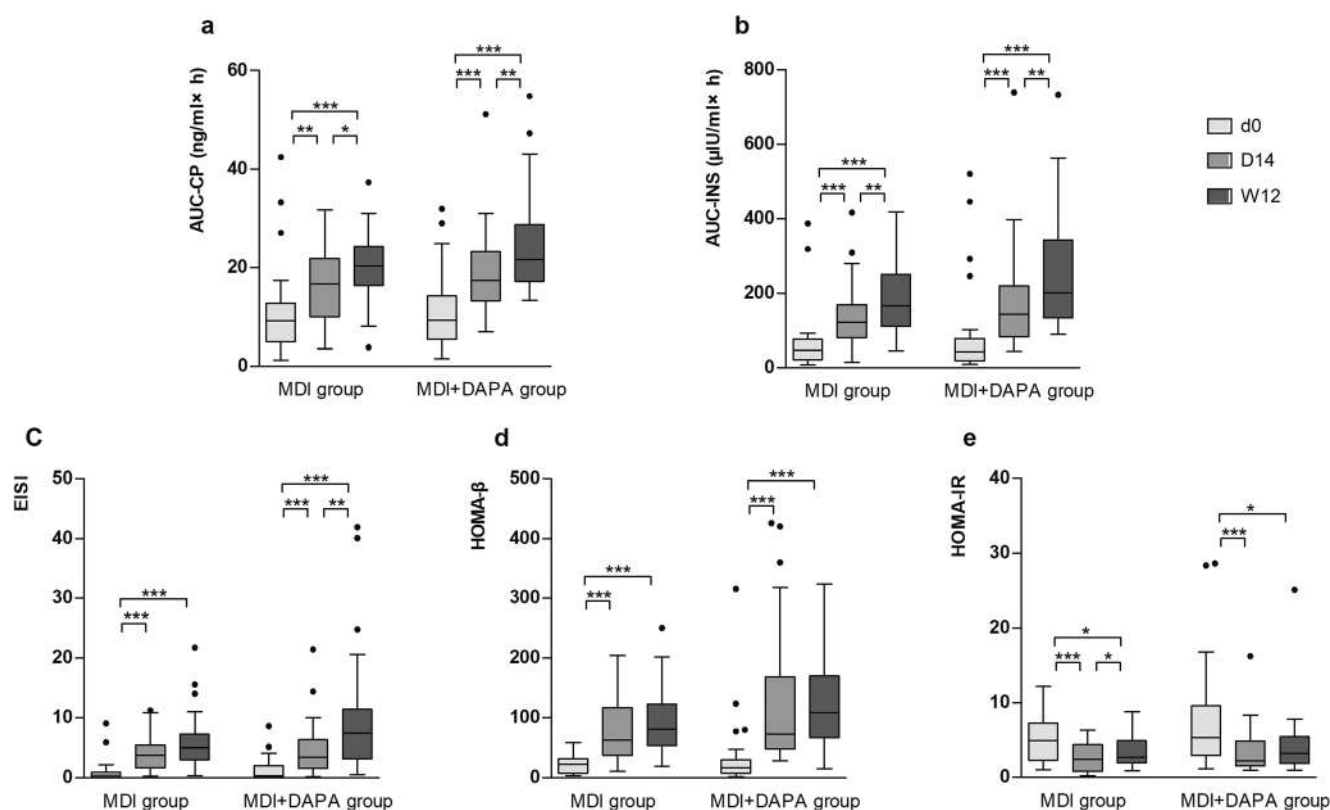 a
AUC-CP (ng/ml× h)
60
40
20
0
***
**
*
***
***
**
MDI group
MDI+DAPA group
b
AUC-INS (μIU/ml× h)
800
600
400
200
0
***
***
**
***
***
**
MDI group
MDI+DAPA group
d0
D14
W12
C
EISI
50
40
30
20
10
0
***
***
***
***
**
MDI group
MDI+DAPA group
d
HOMA-β
500
400
300
200
100
0
***
***
***
***
MDI group
MDI+DAPA group
e
HOMA-IR
40
30
20
10
0
*
***
*
*
***
MDI group
MDI+DAPA group